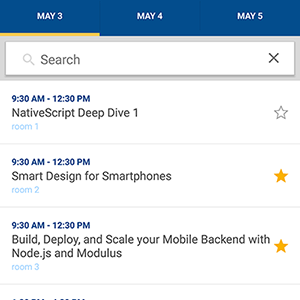 MAY 3 MAY 4 MAY 5
Search
9:30 AM - 12:30 PM
NativeScript Deep Dive 1
room 1
9:30 AM - 12:30 PM
Smart Design for Smartphones
room 2
9:30 AM - 12:30 PM
Build, Deploy, and Scale your Mobile Backend with
Node.js and Modulus
room 3